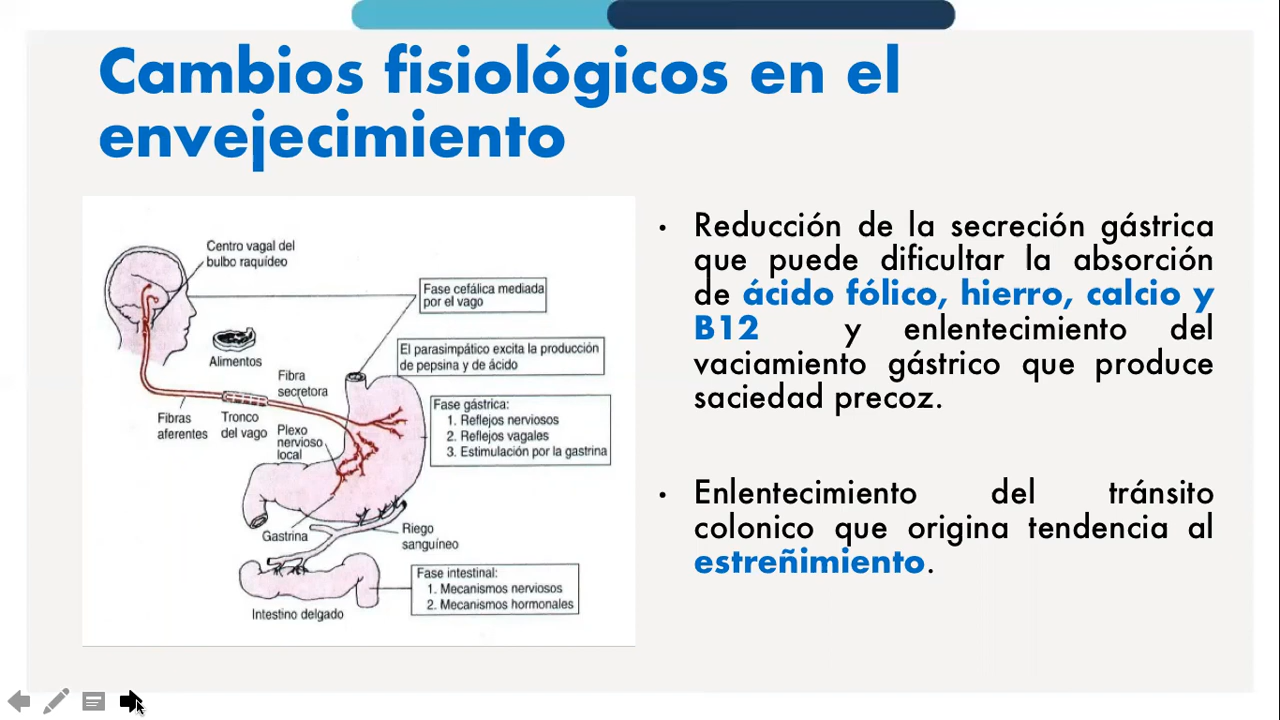 Cambios fisiológicos en el
envejecimiento
Centro vagal del
bulbo raquídeo
Fase cefálica mediada
por el vago
Alimentos
El parasimpático excita la producción
de pepsina y de ácido
Fibra
secretora
Fibras
aferentes
Tronco
del vago
Plexo
nervioso
local
Fase gástrica:
1. Reflejos nerviosos
2. Reflejos vagales
3. Estimulación por la gastrina
Gastrina
Riego
sanguíneo
Fase intestinal:
1. Mecanismos nerviosos
2. Mecanismos hormonales
Intestino delgado
• Reducción de la secreción gástrica
que puede dificultar la absorción
de ácido fólico, hierro, calcio y
B12 y enlentecimiento del
vaciamiento gástrico que produce
saciedad precoz.
• Enlentecimiento del tránsito
colonico que origina tendencia al
estreñimiento.